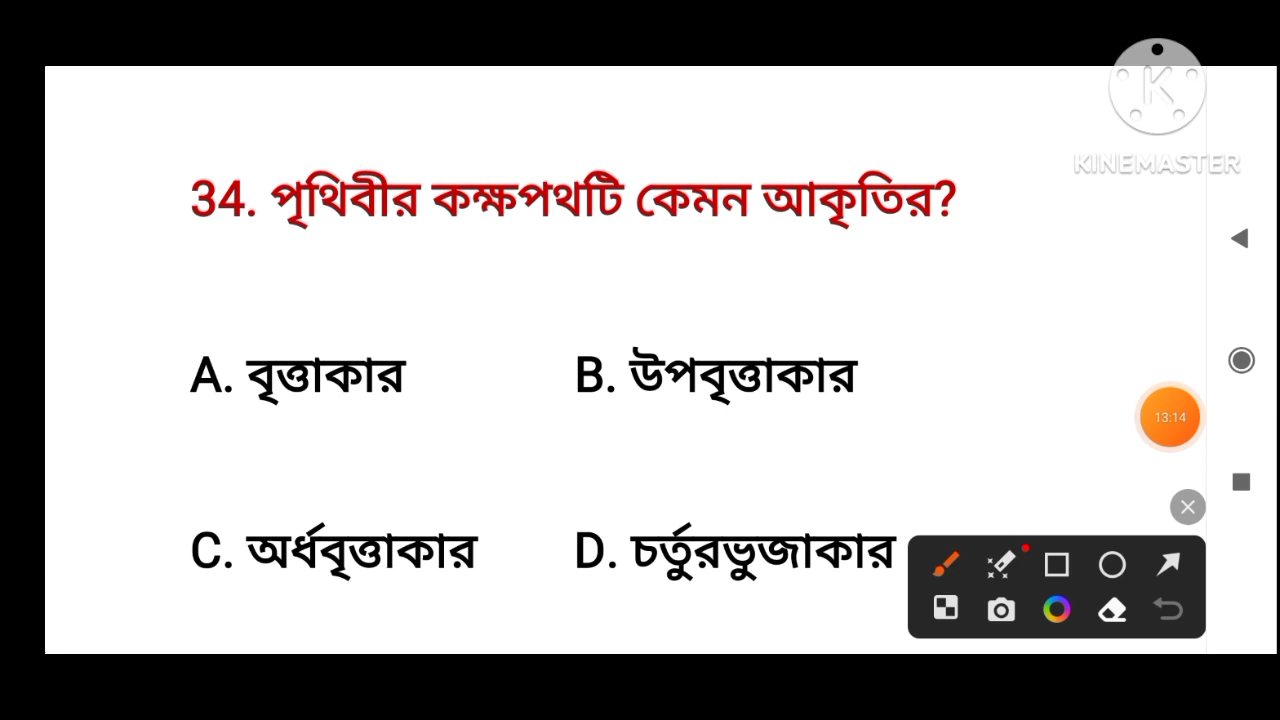 KINEMASTER
34. পৃথিবীর কক্ষপথটি কেমন আকৃতির?
A. বৃত্তাকার B. উপবৃত্তাকার
13:14
C. অর্ধবৃত্তাকার D. চর্তুরভুজাকার